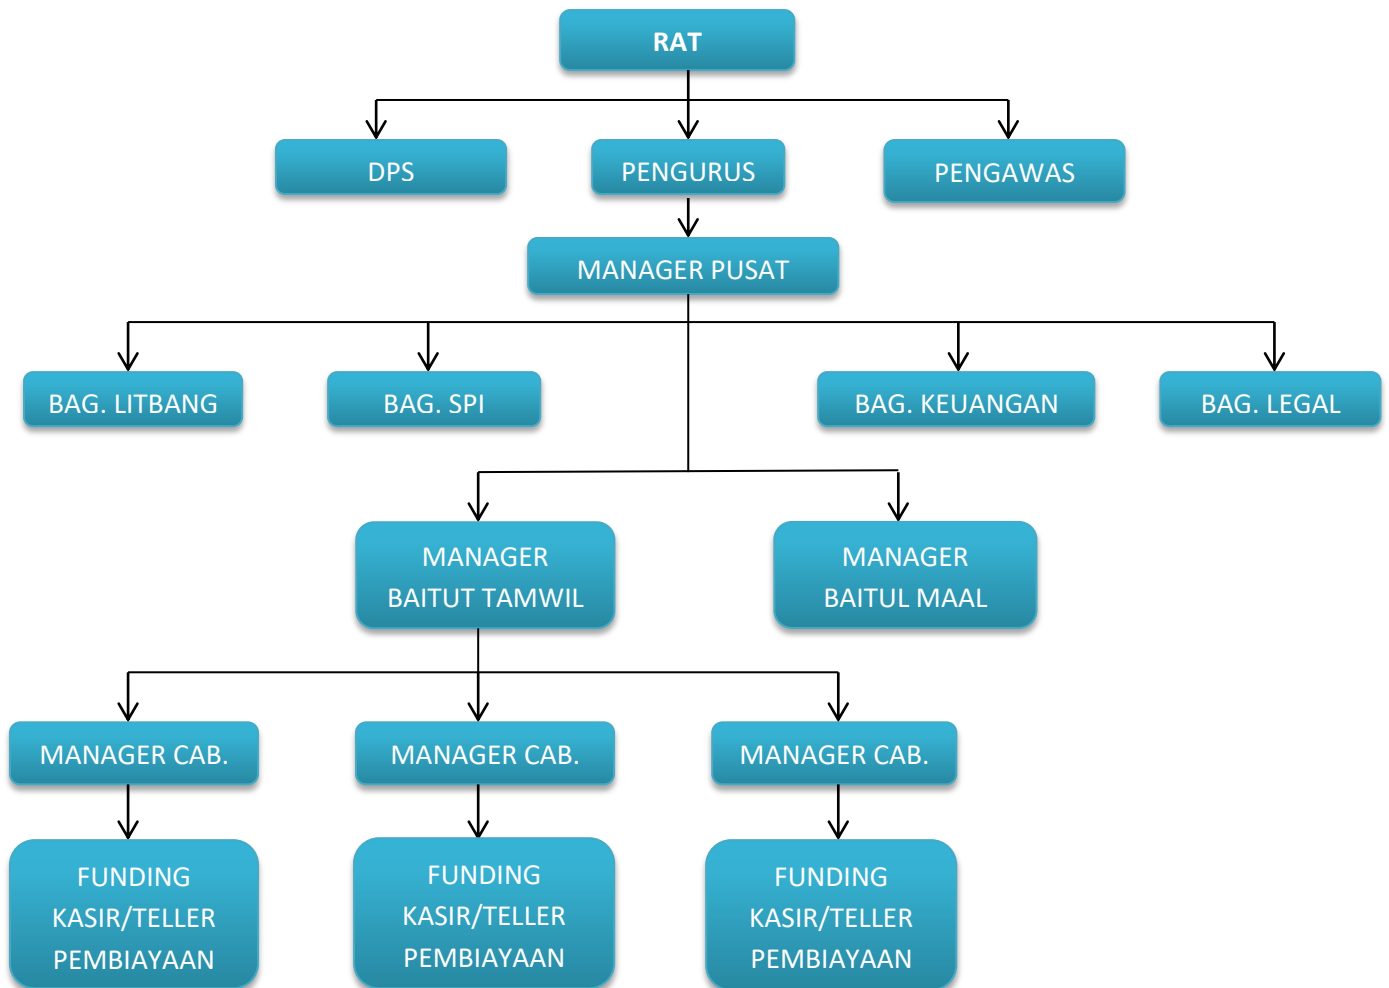 RAT
DPS
PENGURUS
PENGAWAS
MANAGER PUSAT
BAG. LITBANG
BAG. SPI
BAG. KEUANGAN
BAG. LEGAL
MANAGER
BAITUT TAMWIL
MANAGER
BAITUL MAAL
MANAGER CAB.
MANAGER CAB.
MANAGER CAB.
FUNDING
KASIR/TELLER
PEMBIAYAAN
FUNDING
KASIR/TELLER
PEMBIAYAAN
FUNDING
KASIR/TELLER
PEMBIAYAAN